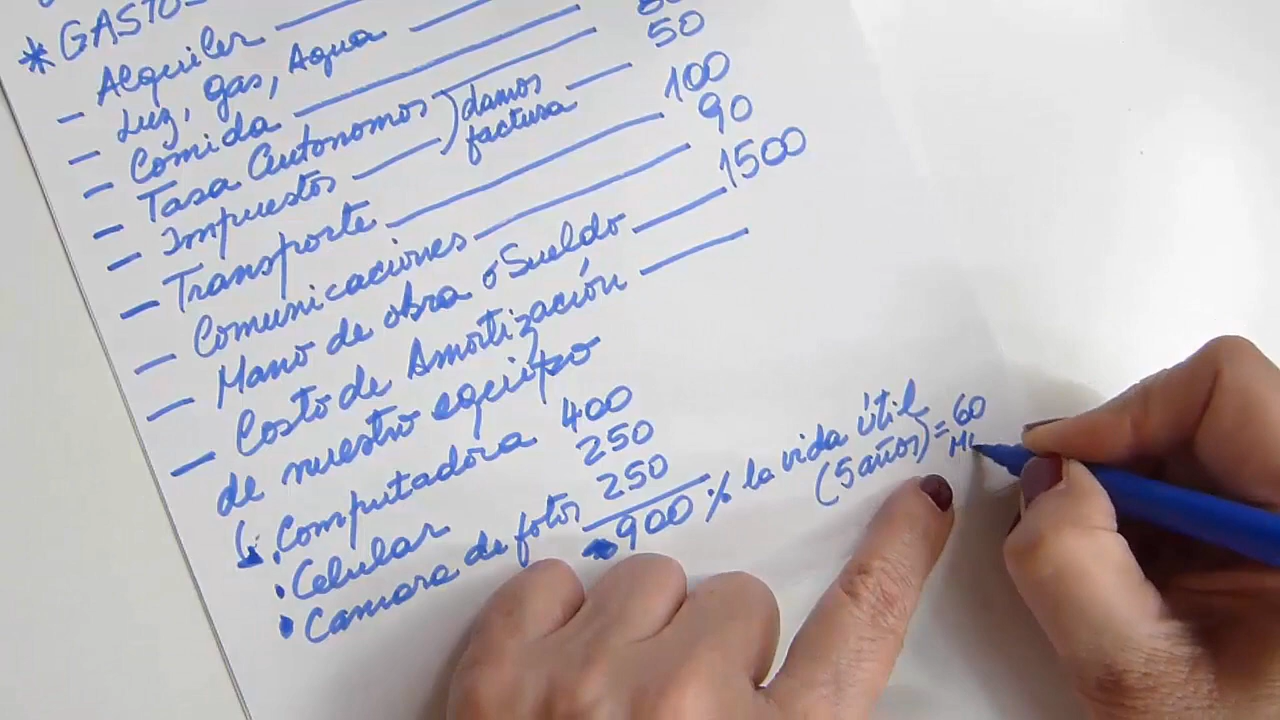 * GASTOS
- Alquiler
- Luz, gas, Agua
- Comida 50
- Tasa Autonomos ) damos
- Impuestos factura
- Transporte 100
- Comunicaciones 90
- Mano de obra o Sueldo 1500
- Costo de Amortización
de nuestro equipo
Computadora 400
Celular 250
Camara de fotos 250
900 % la vida útil = 60
(5 años)